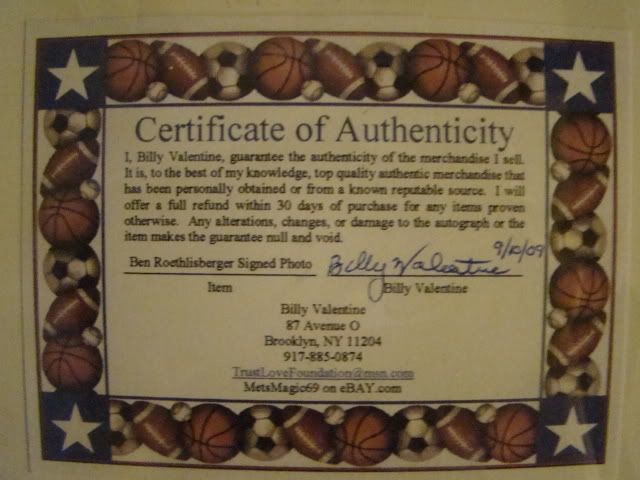 Certificate of Authenticity
I, Billy Valentine, guarantee the authenticity of the merchandise I sell.
It is, to the best of my knowledge, top quality authentic merchandise that
has been personally obtained or from a known reputable source. I will
offer a full refund within 30 days of purchase for any items proven
otherwise. Any alterations, changes, or damage to the autograph or the
item makes the guarantee null and void.
Ben Roethlisberger Signed Photo Billy Valentine 9/10/09
Item Billy Valentine
Billy Valentine
87 Avenue O
Brooklyn, NY 11204
917-885-0874
TrustLoveFoundation@msn.com
MetsMagic69 on eBAY.com